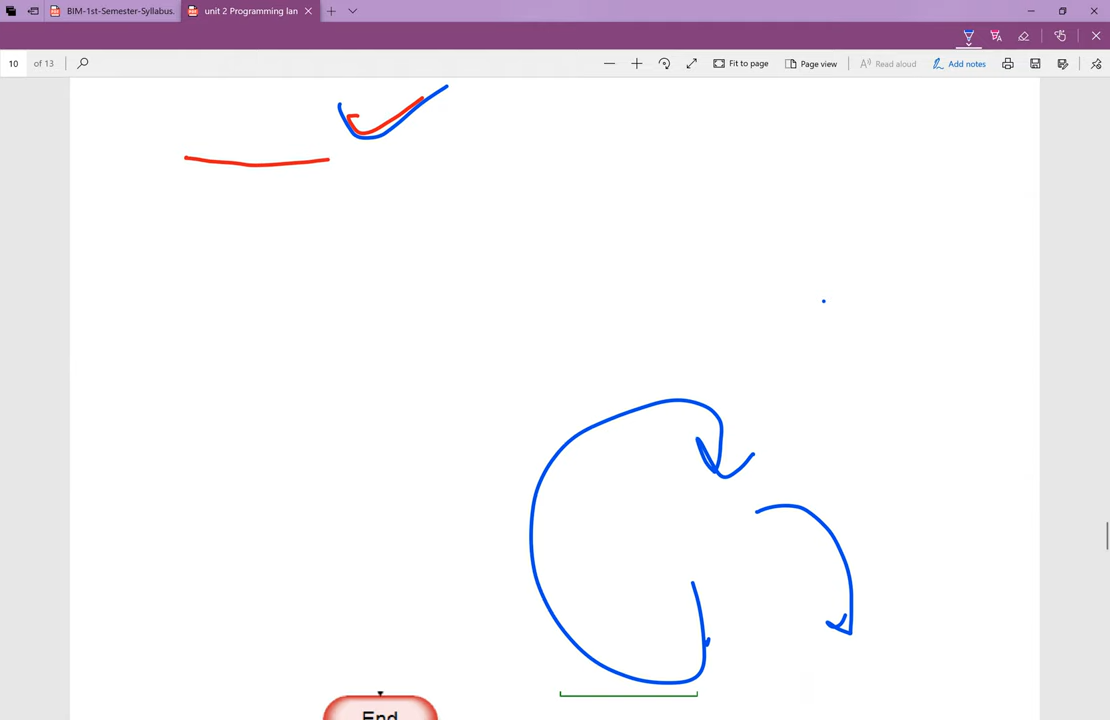 BIM-1st-Semester-Syllabus.
unit 2 Programming lan
10 of 13
Fit to page
Page view
Read aloud
Add notes
End